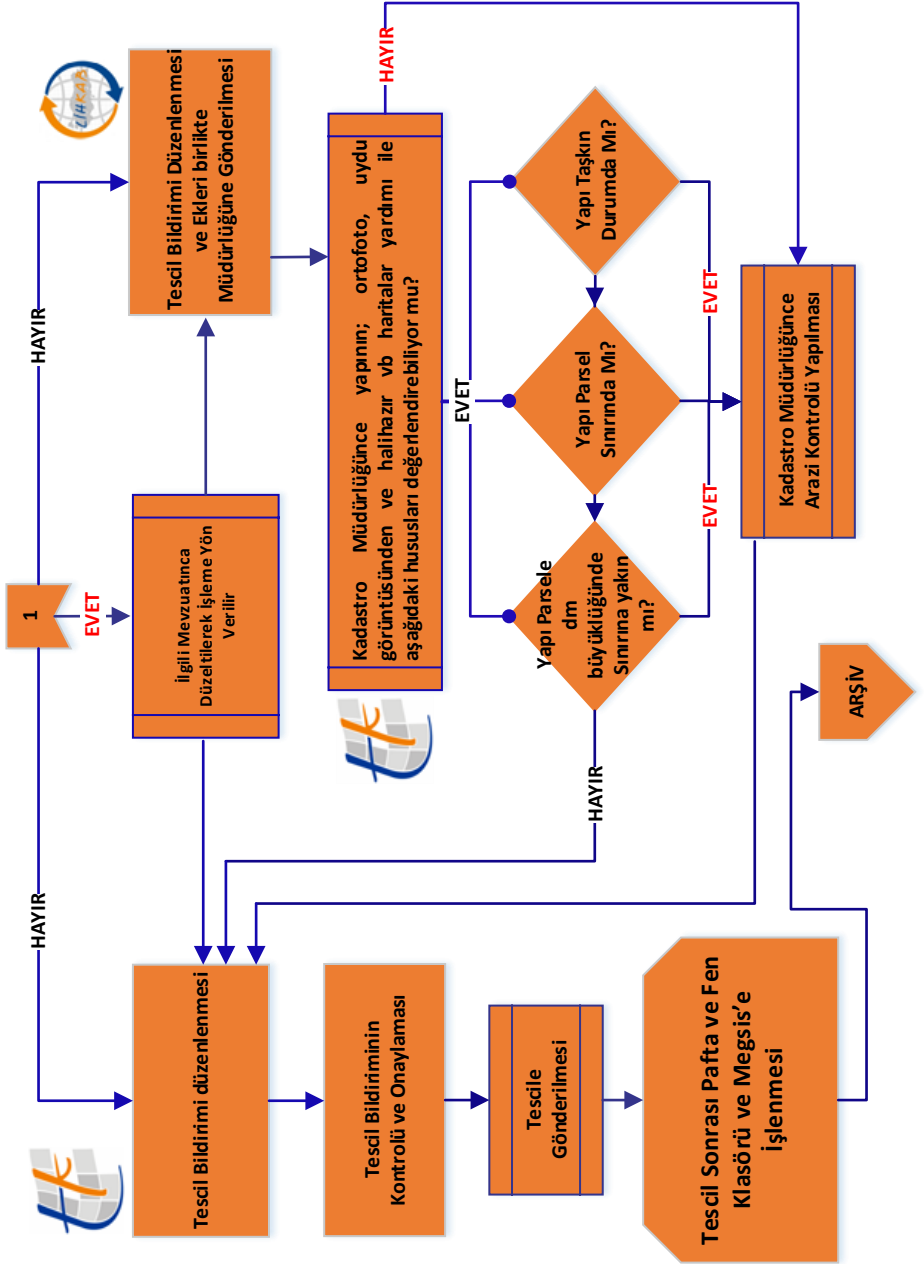 1
HAYIR
HAYIR
EVET
Tescil Bildirimi düzenlenmesi
İlgili Mevzuatınca
Düzeltilerek İşleme Yön
Verilir
Tescil Bildirimi Düzenlenmesi
ve Ekleri birlikte
Müdürlüğüne Gönderilmesi
LİHKAB
Tescil Bildiriminin
Kontrolü ve Onaylaması
Kadastro Müdürlüğünce yapının; ortofoto, uydu
görüntüsünden ve halihazır vb haritalar yardımı ile
aşağıdaki hususları değerlendirebiliyor mu?
HAYIR
EVET
Tescile
Gönderilmesi
Yapı Parsele
dm
büyüklüğünde
Sınırına yakın
mı?
Yapı Parsel
Sınırında Mı?
Yapı Taşkın
Durumda Mı?
HAYIR
EVET
EVET
Tescil Sonrası Pafta ve Fen
Klasörü ve Megsis’e
İşlenmesi
Kadastro Müdürlüğünce
Arazi Kontrolü Yapılması
ARŞİV